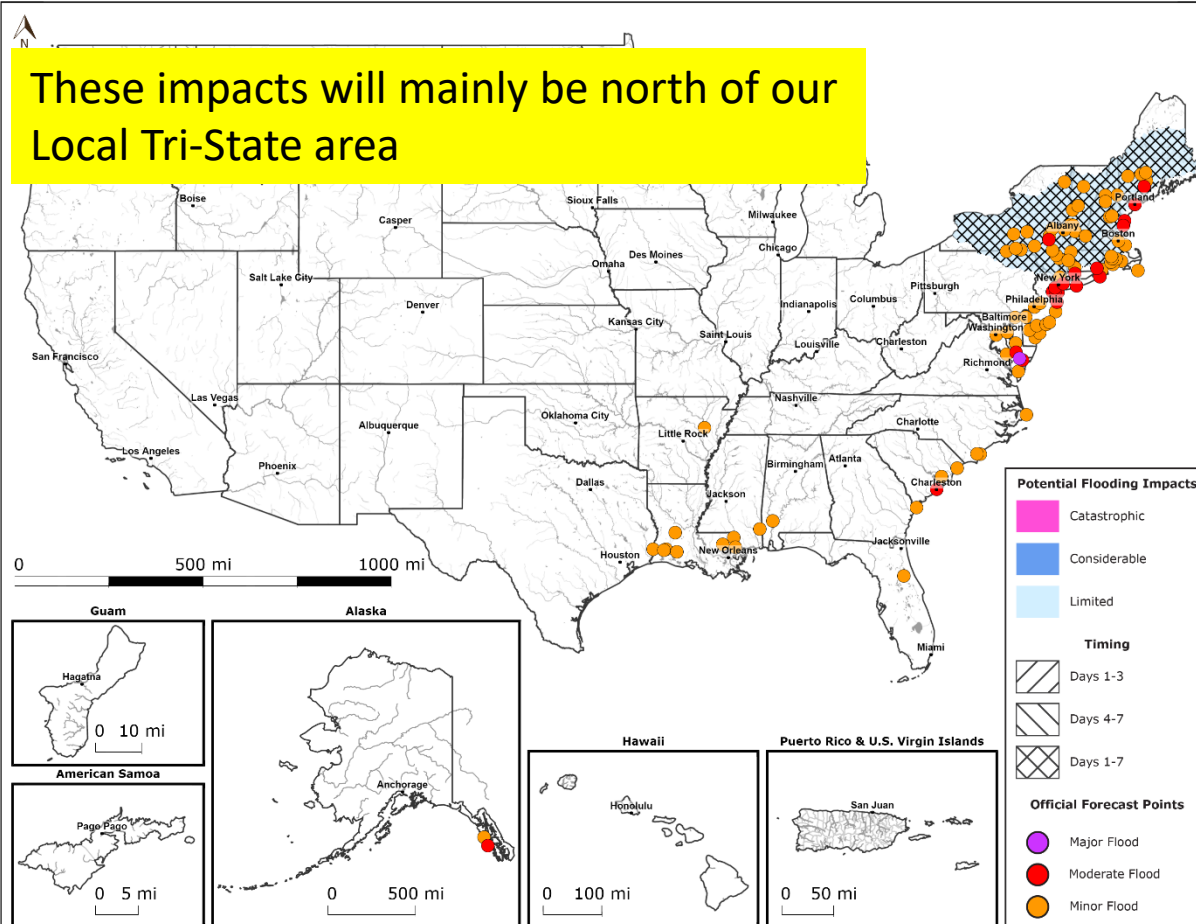 N
These impacts will mainly be north of our
Local Tri-State area
Boise
Casper
Sioux Falls
Milwaukee
Chicago
Salt Lake City
Omaha
Des Moines
Denver
Kansas City
Saint Louis
Indianapolis
Columbus
Pittsburgh
Louisville
Charleston
Portland
Albany
Boston
New York
Philadelphia
Baltimore
Washington
Richmond
San Francisco
Las Vegas
Los Angeles
Phoenix
Albuquerque
Oklahoma City
Little Rock
Nashville
Charlotte
Birmingham
Atlanta
Charleston
Dallas
Jackson
Houston
New Orleans
Jacksonville
Miami
0 500 mi 1000 mi
Guam
Hagatna
0 10 mi
American Samoa
Pago Pago
0 5 mi
Alaska
Anchorage
0 500 mi
Hawaii
Honolulu
0 100 mi
Puerto Rico & U.S. Virgin Islands
San Juan
0 50 mi
Potential Flooding Impacts
Catastrophic
Considerable
Limited
Timing
Days 1-3
Days 4-7
Days 1-7
Official Forecast Points
Major Flood
Moderate Flood
Minor Flood